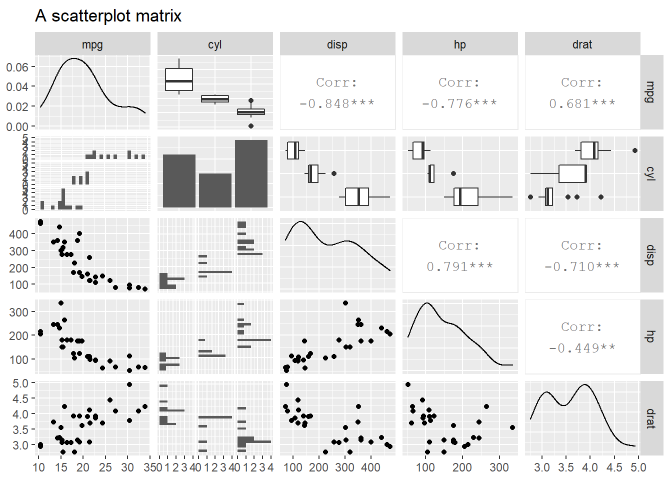 A scatterplot matrix
mpg cyl disp hp drat
0.06
0.04
0.02
0.00
Corr:
-0.848***
Corr:
-0.776***
Corr:
0.681***
mpg
cyl
400
300
200
100
Corr:
0.791***
Corr:
-0.710***
disp
300
200
100
Corr:
-0.449**
hp
5.0
4.5
4.0
3.5
3.0
drat
10 15 20 25 30 35
100 200 300 400
100 200 300
3.0 3.5 4.0 4.5 5.0